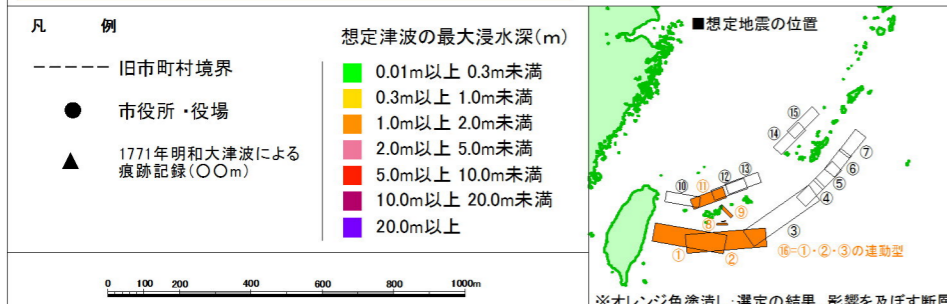 凡 例
旧市町村境界
市役所・役場
1771年明和大津波による
痕跡記録(〇〇m)
想定津波の最大浸水深(m)
0.01m以上 0.3m未満
0.3m以上 1.0m未満
1.0m以上 2.0m未満
2.0m以上 5.0m未満
5.0m以上 10.0m未満
10.0m以上 20.0m未満
20.0m以上
0 100 200 400 600 800 1000m
■想定地震の位置
⑮
⑭
⑦
⑥
⑤
④
③
⑬
⑫
⑪
⑩
⑨
⑧
①
②
⑯=①・②・③の連動型
※オレンジ色塗潰し:選定の結果、影響を及ぼす断層